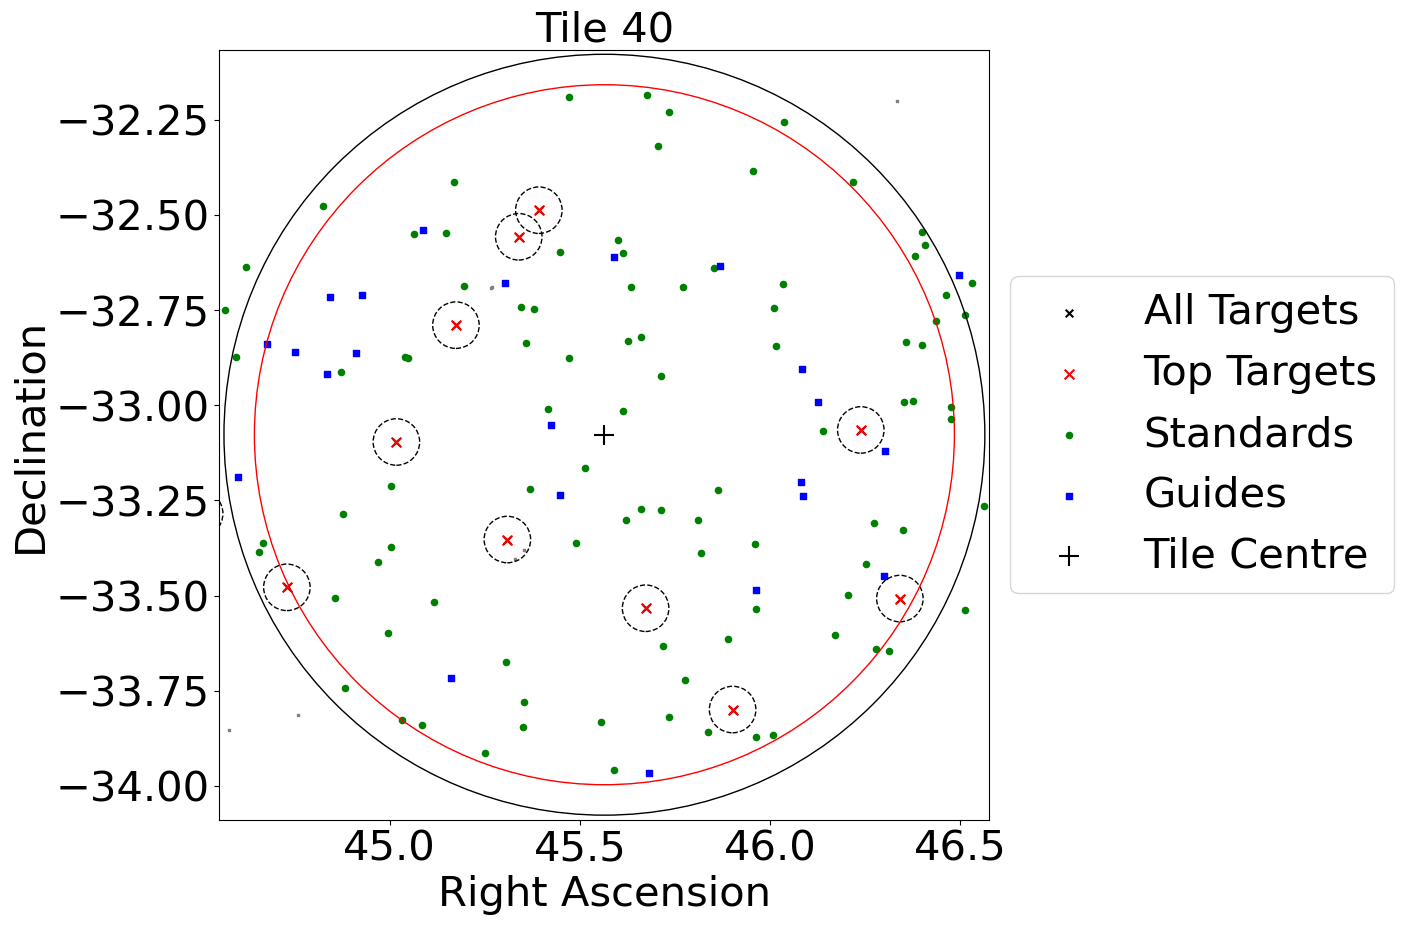 Tile 40
Declination
−32.25
−32.50
−32.75
−33.00
−33.25
−33.50
−33.75
−34.00
45.0
45.5
46.0
46.5
Right Ascension
All Targets
Top Targets
Standards
Guides
Tile Centre